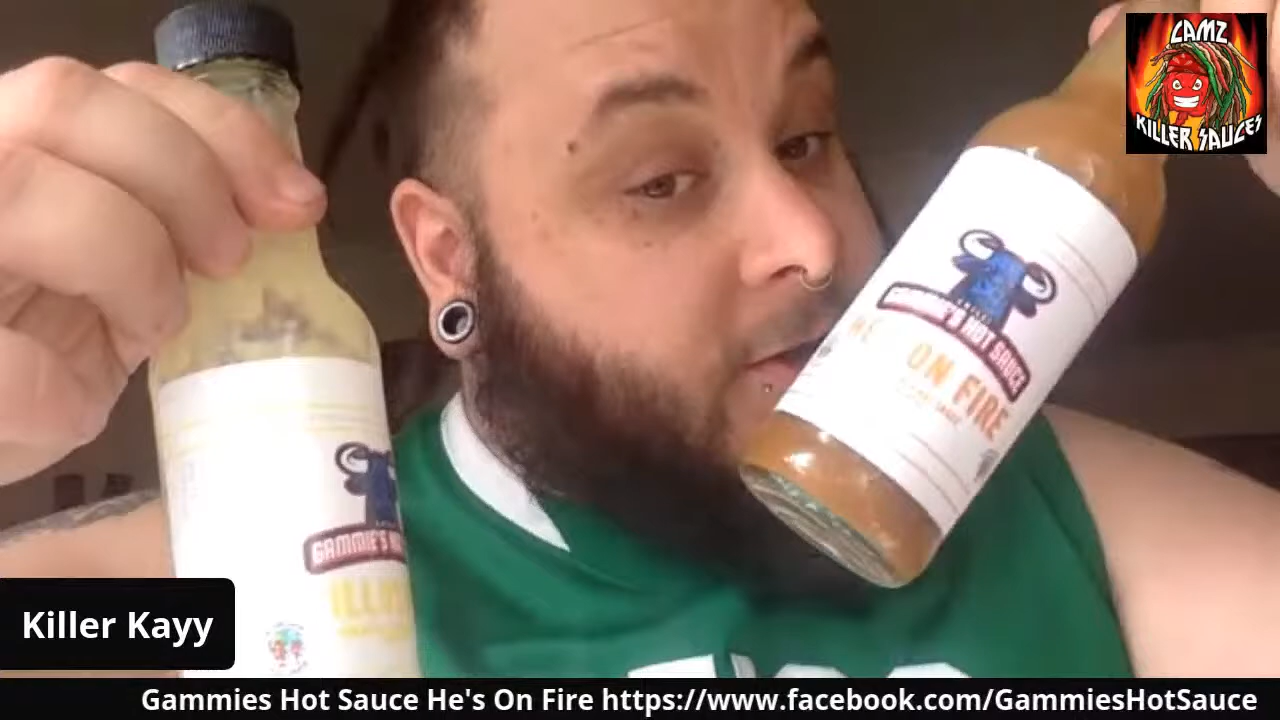 CAMZ
KILLER SAUCES
GAMMIE'S HOT SAUCE
ON FIRE
GAMMIE'S
Killer Kayy
Gammies Hot Sauce He's On Fire https://www.facebook.com/GammiesHotSauce